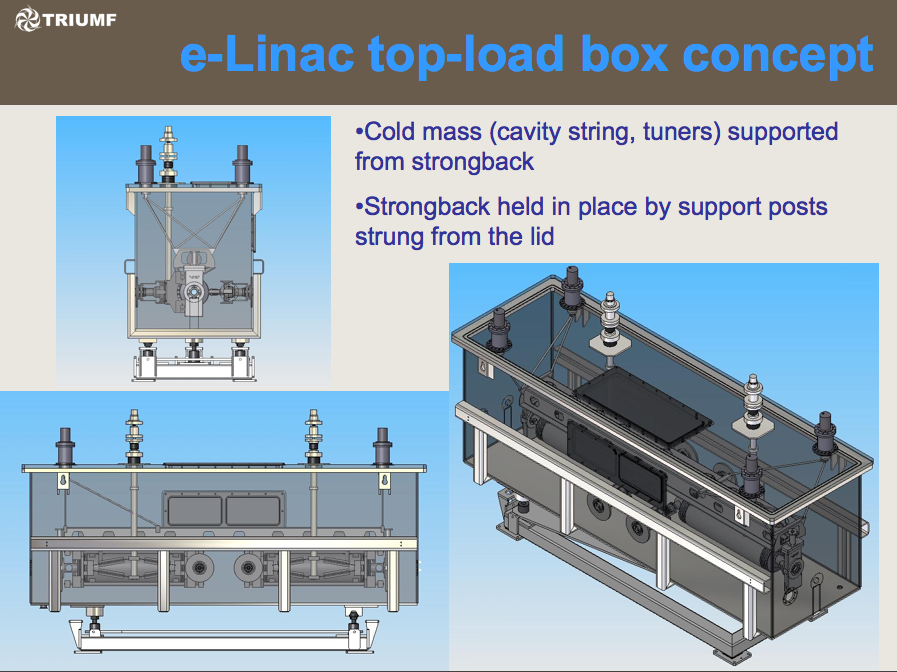 TRIUMF
e-Linac top-load box concept
•Cold mass (cavity string, tuners) supported
from strongback
•Strongback held in place by support posts
strung from the lid